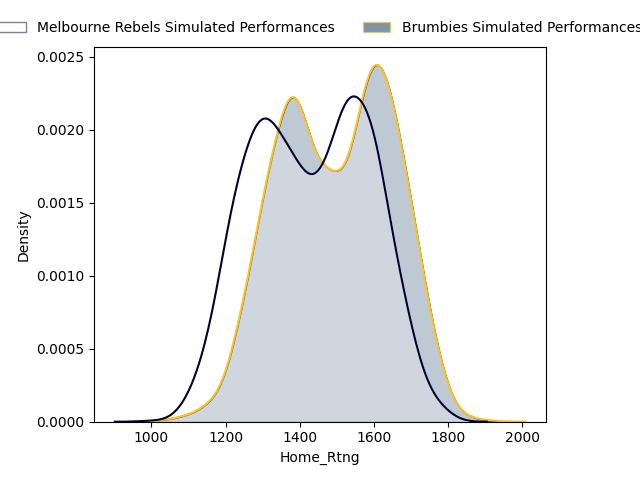 Melbourne Rebels Simulated Performances Brumbies Simulated Performances
0.0025
0.0020
0.0015
0.0010
0.0005
0.0000
Density
1000 1200 1400 1600 1800 2000
Home_Rtng